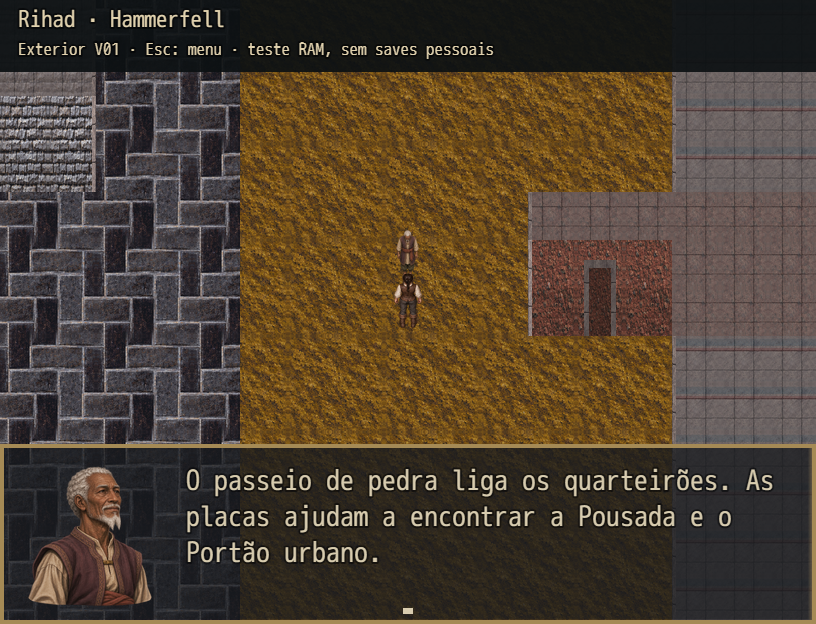 Rihad · Hammerfell
Exterior V01 · Esc: menu · teste RAM, sem saves pessoais
O passeio de pedra liga os quarteirões. As
placas ajudam a encontrar a Pousada e o
Portão urbano.